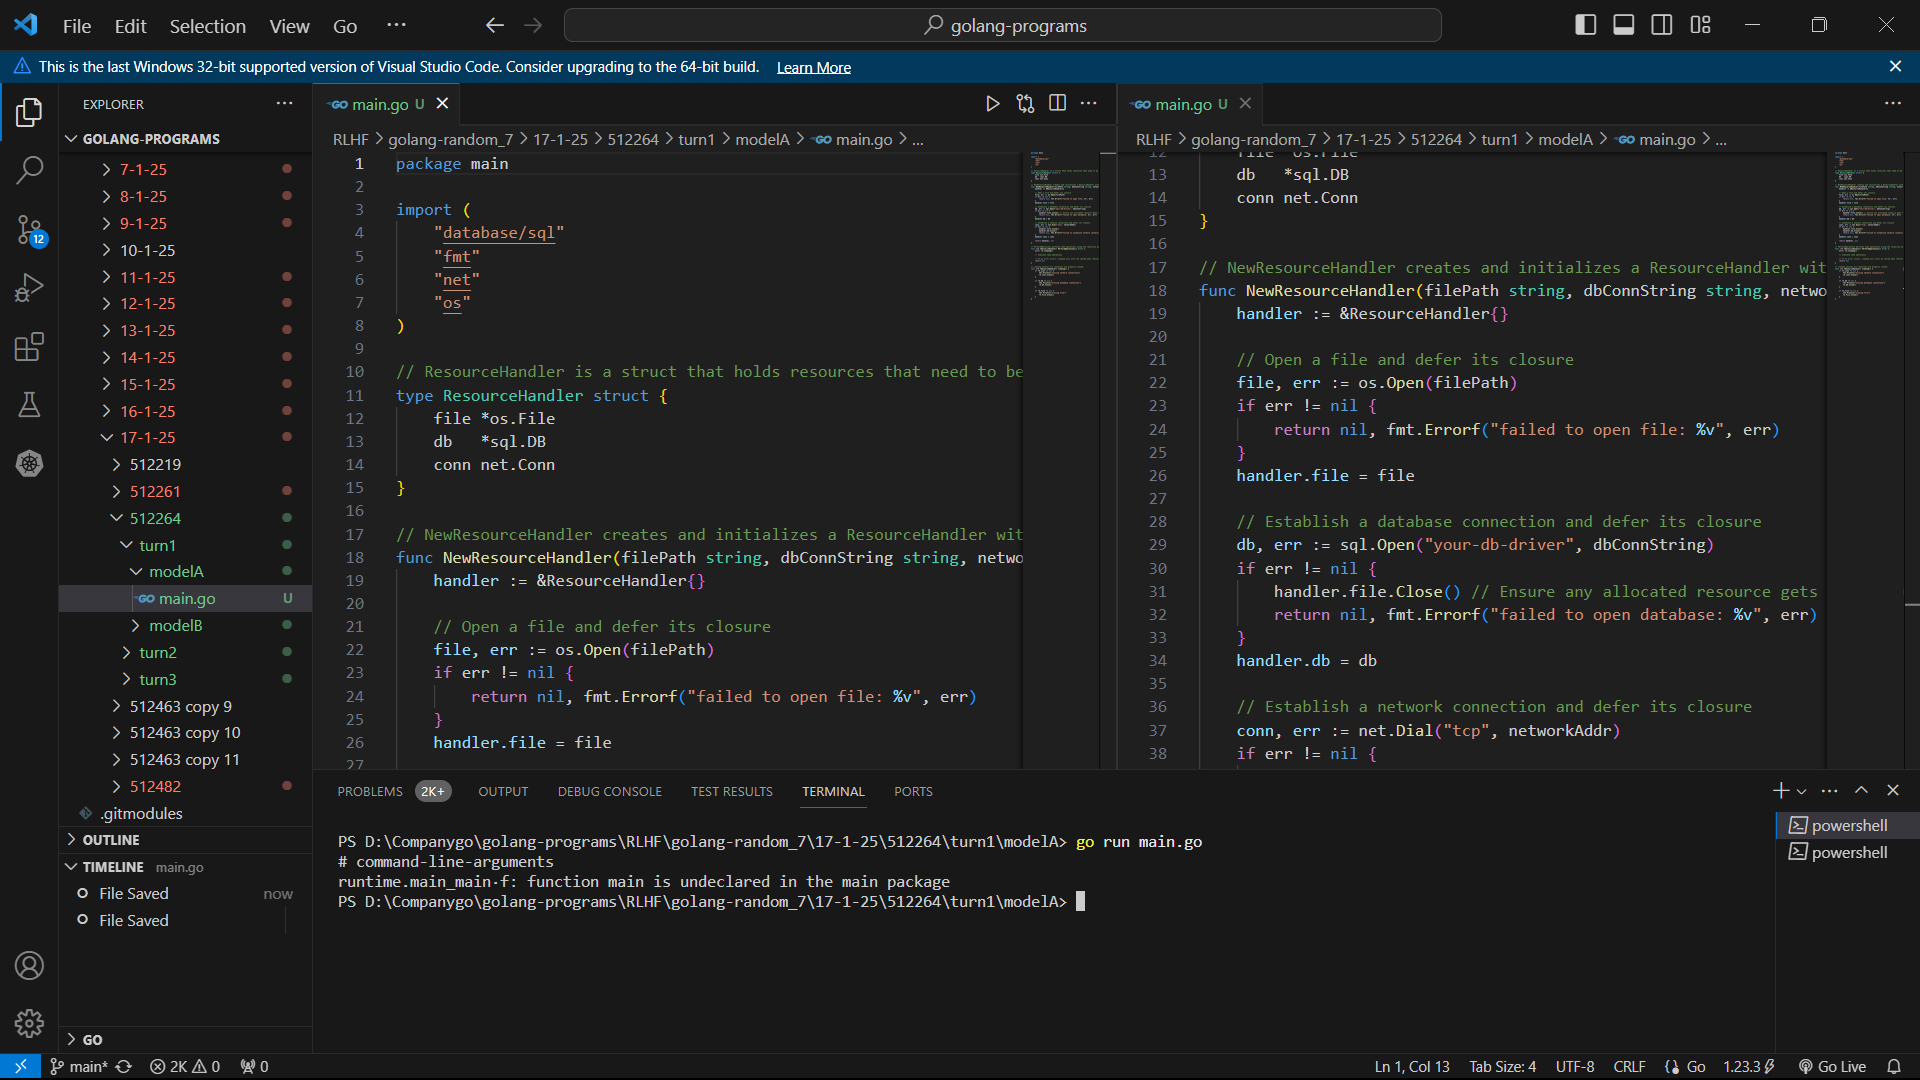 File Edit Selection View Go ···
golang-programs
This is the last Windows 32-bit supported version of Visual Studio Code. Consider upgrading to the 64-bit build. Learn More
EXPLORER
GOLANG-PROGRAMS
7-1-25
8-1-25
9-1-25
10-1-25
11-1-25
12-1-25
13-1-25
14-1-25
15-1-25
16-1-25
17-1-25
512219
512261
512264
turn1
modelA
main.go U
modelB
turn2
turn3
512463 copy 9
512463 copy 10
512463 copy 11
512482
.gitmodules
OUTLINE
TIMELINE main.go
File Saved now
File Saved
GO
12
main.go U
RLHF > golang-random_7 > 17-1-25 > 512264 > turn1 > modelA > main.go > ...
1 package main
2
3 import (
4 "database/sql"
5 "fmt"
6 "net"
7 "os"
8 )
9
10 // ResourceHandler is a struct that holds resources that need to be
11 type ResourceHandler struct {
12 file *os.File
13 db *sql.DB
14 conn net.Conn
15 }
16
17 // NewResourceHandler creates and initializes a ResourceHandler wit
18 func NewResourceHandler(filePath string, dbConnString string, netwo
19 handler := &ResourceHandler{}
20
21 // Open a file and defer its closure
22 file, err := os.Open(filePath)
23 if err != nil {
24 return nil, fmt.Errorf("failed to open file: %v", err)
25 }
26 handler.file = file
27
main.go U
RLHF > golang-random_7 > 17-1-25 > 512264 > turn1 > modelA > main.go > ...
12 file *os.File
13 db *sql.DB
14 conn net.Conn
15 }
16
17 // NewResourceHandler creates and initializes a ResourceHandler wit
18 func NewResourceHandler(filePath string, dbConnString string, netwo
19 handler := &ResourceHandler{}
20
21 // Open a file and defer its closure
22 file, err := os.Open(filePath)
23 if err != nil {
24 return nil, fmt.Errorf("failed to open file: %v", err)
25 }
26 handler.file = file
27
28 // Establish a database connection and defer its closure
29 db, err := sql.Open("your-db-driver", dbConnString)
30 if err != nil {
31 handler.file.Close() // Ensure any allocated resource gets
32 return nil, fmt.Errorf("failed to open database: %v", err)
33 }
34 handler.db = db
35
36 // Establish a network connection and defer its closure
37 conn, err := net.Dial("tcp", networkAddr)
38 if err != nil {
PROBLEMS 2K+ OUTPUT DEBUG CONSOLE TEST RESULTS TERMINAL PORTS
PS D:\Companygo\golang-programs\RLHF\golang-random_7\17-1-25\512264\turn1\modelA> go run main.go
# command-line-arguments
runtime.main_main·f: function main is undeclared in the main package
PS D:\Companygo\golang-programs\RLHF\golang-random_7\17-1-25\512264\turn1\modelA>
powershell
powershell
main* 2K 0 0 Ln 1, Col 13 Tab Size: 4 UTF-8 CRLF Go 1.23.3 Go Live